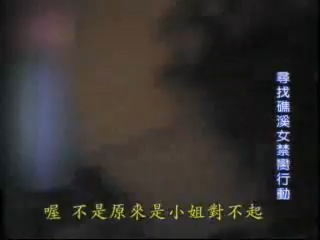 尋找礁溪女禁衛行動
喔 不是原來是小姐對不起